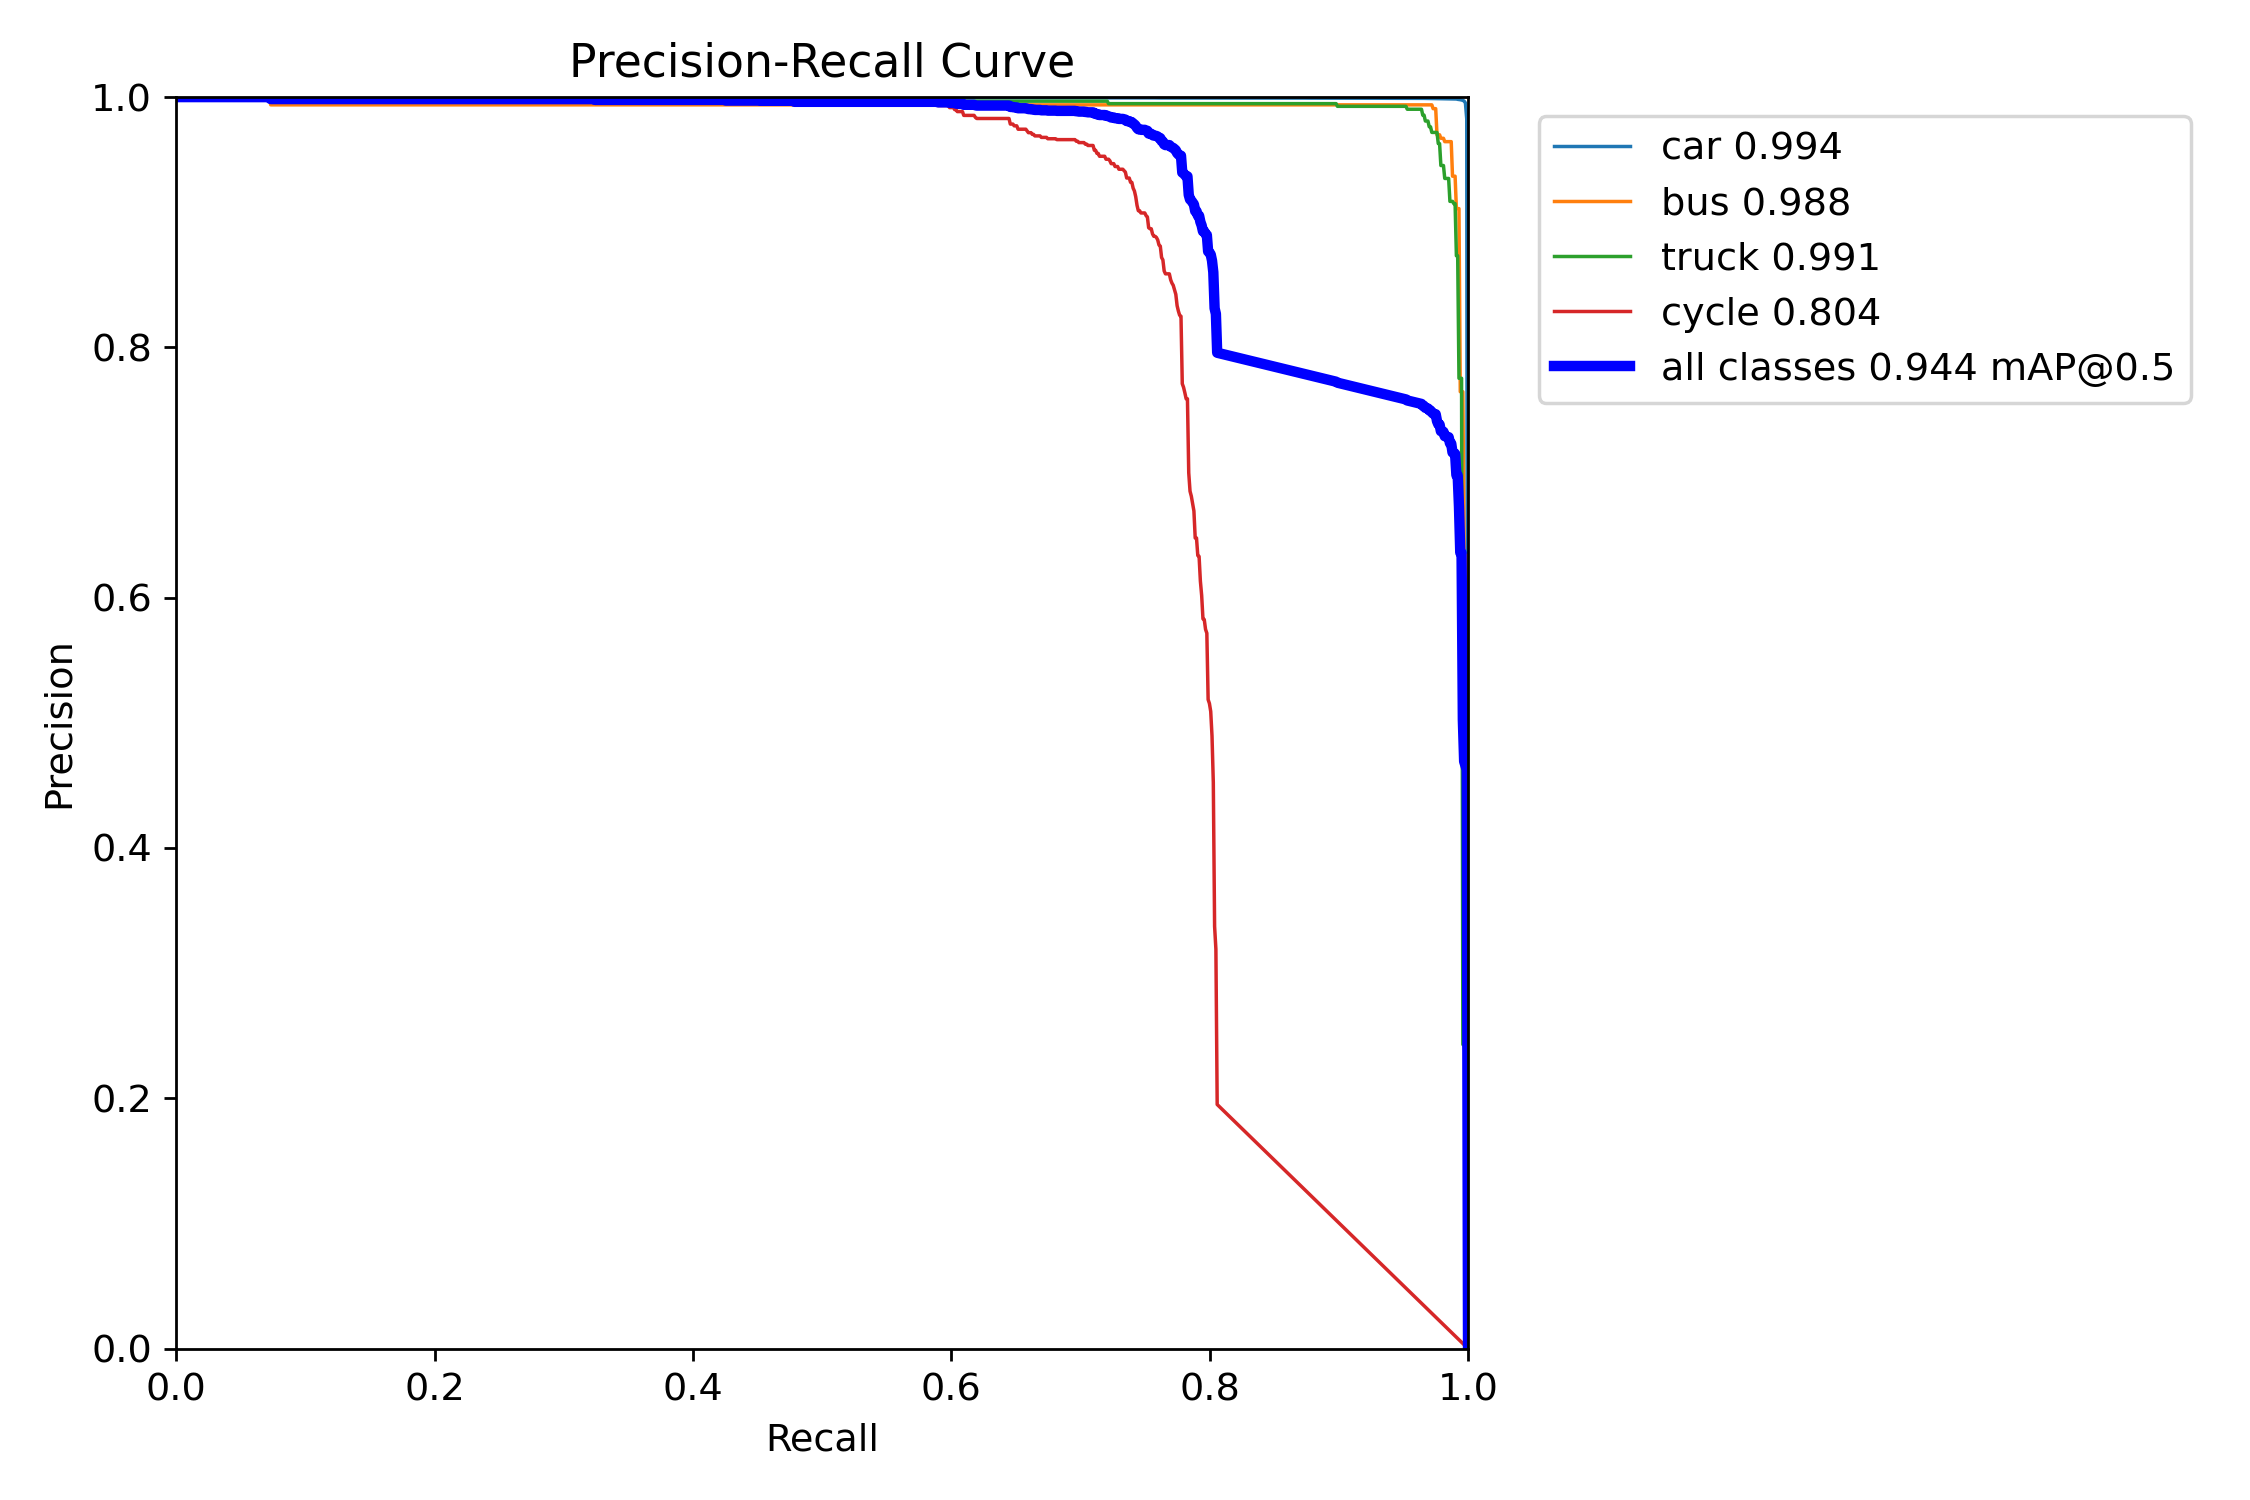 Precision-Recall Curve
1.0
0.8
0.6
0.4
0.2
0.0
Precision
0.0 0.2 0.4 0.6 0.8 1.0
Recall
car 0.994
bus 0.988
truck 0.991
cycle 0.804
all classes 0.944 mAP@0.5